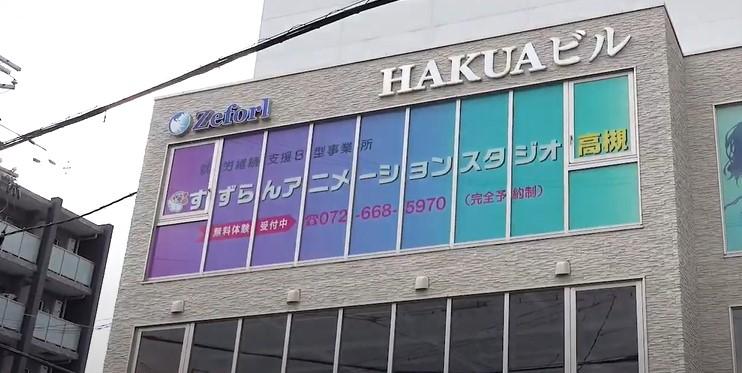 HAKUAビル
Zeforl
就労継続支援B型事業所
すずらんアニメーションスタジオ高槻
無料体験受付中 ☎072-668-5970 (完全予約制)